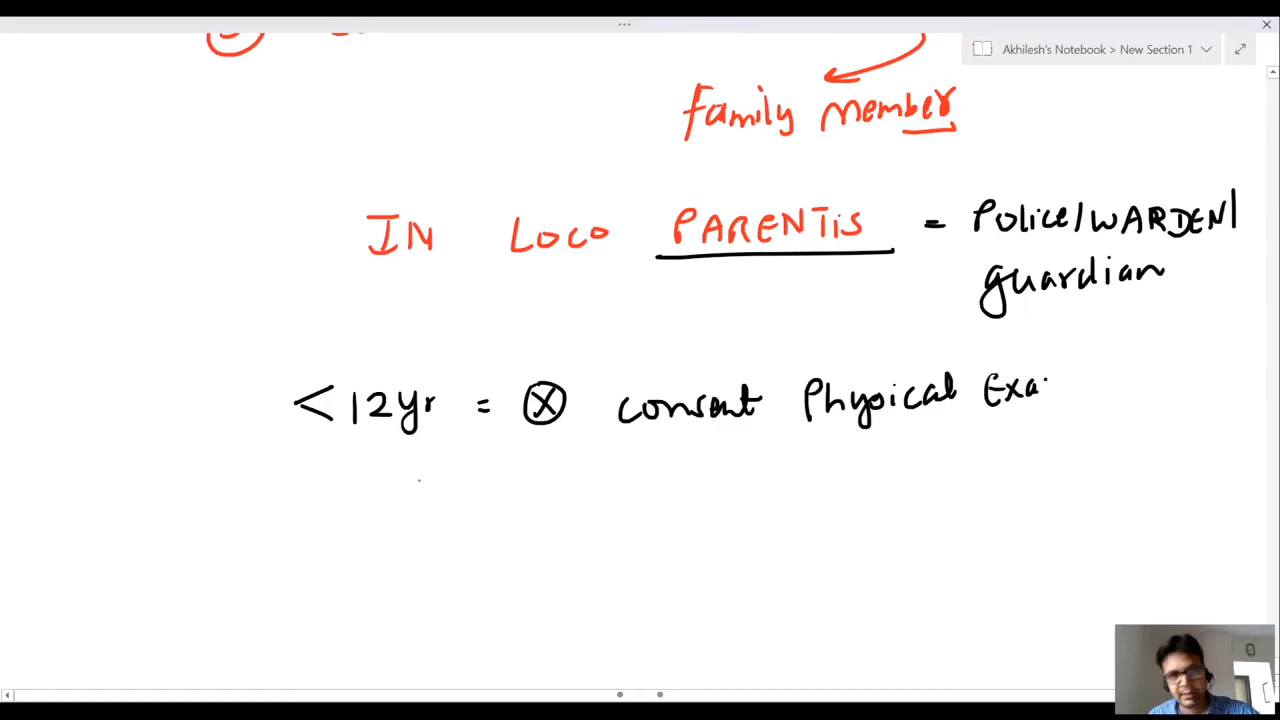 Akhilesh's Notebook > New Section 1
family member
IN LOCO PARENTiS = Police/WARDEN/
guardian
<12yr = ⓧ consent Physical Exa